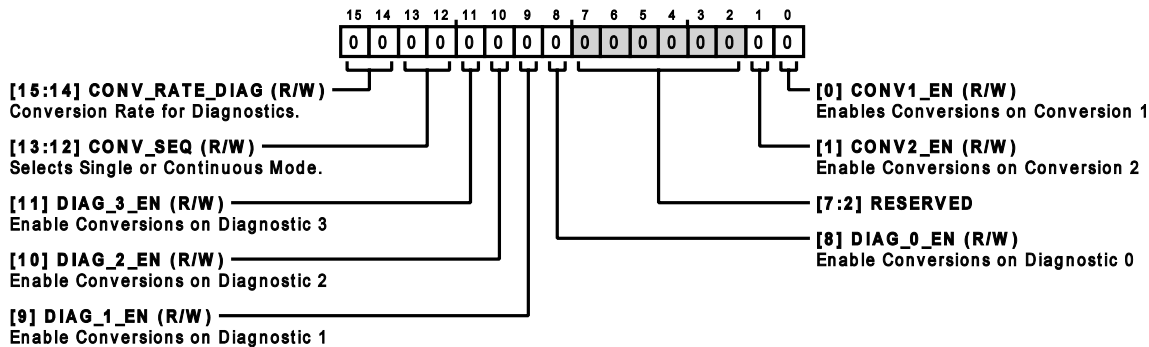 15 14 13 12 11 10 9 8 7 6 5 4 3 2 1 0
0 0 0 0 0 0 0 0 0 0 0 0 0 0 0 0
[15:14] CONV_RATE_DIAG (R/W)
Conversion Rate for Diagnostics.
[13:12] CONV_SEQ (R/W)
Selects Single or Continuous Mode.
[11] DIAG_3_EN (R/W)
Enable Conversions on Diagnostic 3
[10] DIAG_2_EN (R/W)
Enable Conversions on Diagnostic 2
[9] DIAG_1_EN (R/W)
Enable Conversions on Diagnostic 1
[0] CONV1_EN (R/W)
Enables Conversions on Conversion 1
[1] CONV2_EN (R/W)
Enable Conversions on Conversion 2
[7:2] RESERVED
[8] DIAG_0_EN (R/W)
Enable Conversions on Diagnostic 0